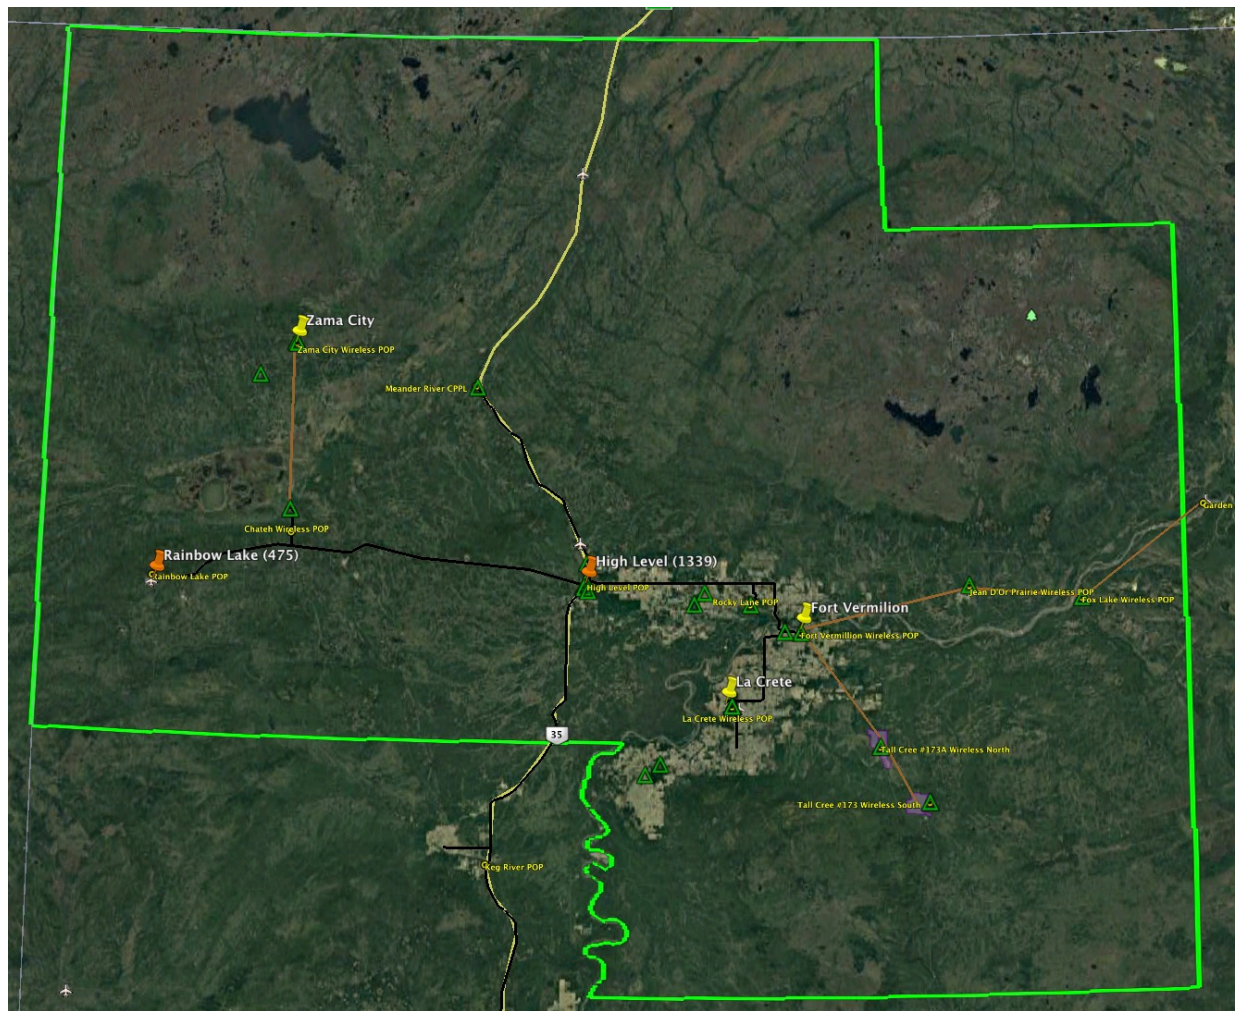 Zama City
Zama City Wireless POP
Meander River CPPL
Garden
Chateh Wireless POP
Rainbow Lake (475)
Rainbow Lake POP
High Level (1339)
High Level POP
Rocky Lane POP
Jean D'Or Prairie Wireless POP
Fox Lake Wireless POP
Fort Vermilion
Fort Vermillion Wireless POP
La Crete
La Crete Wireless POP
35
Tall Cree #173A Wireless North
Tall Cree #173 Wireless South
Keg River POP